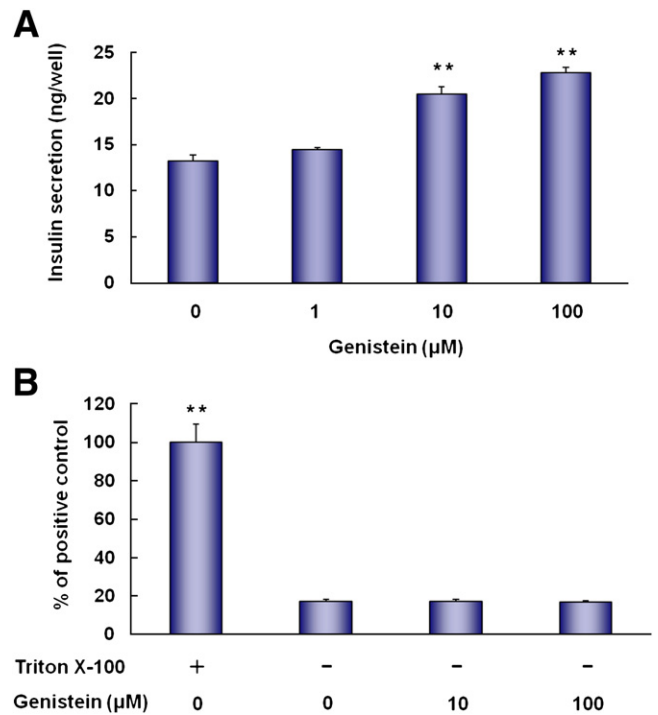 A
Insulin secretion (ng/well)
25
20
15
10
5
0
** **
0 1 10 100
Genistein (µM)
B
% of positive control
120
100
80
60
40
20
0
**
Triton X-100 + − − −
Genistein (µM) 0 0 10 100